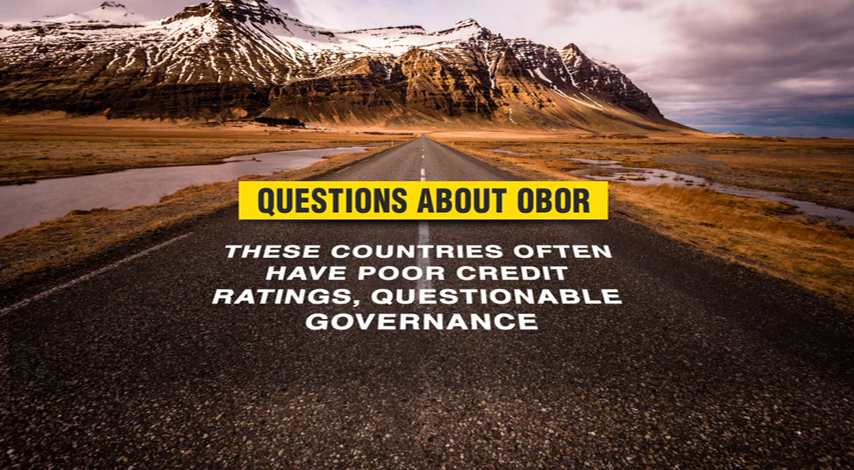 QUESTIONS ABOUT OBOR
THESE COUNTRIES OFTEN
HAVE POOR CREDIT
RATINGS, QUESTIONABLE
GOVERNANCE